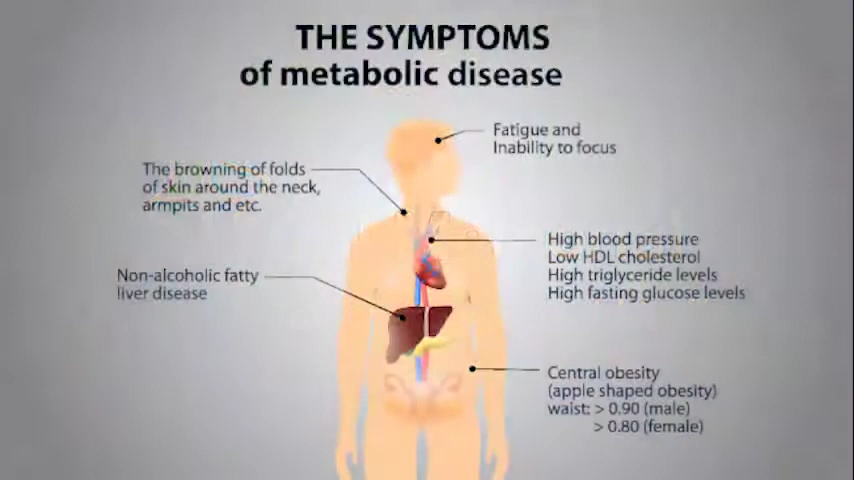 THE SYMPTOMS
of metabolic disease
Fatigue and
Inability to focus
The browning of folds
of skin around the neck,
armpits and etc.
High blood pressure
Low HDL cholesterol
High triglyceride levels
High fasting glucose levels
Non-alcoholic fatty
liver disease
Central obesity
(apple shaped obesity)
waist: > 0.90 (male)
> 0.80 (female)